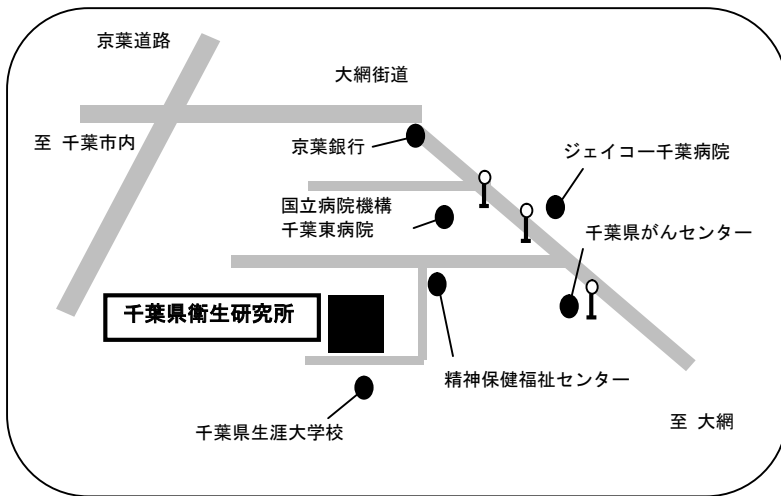 京葉道路
大網街道
至 千葉市内
京葉銀行
ジェイコー千葉病院
国立病院機構
千葉東病院
千葉県がんセンター
千葉県衛生研究所
精神保健福祉センター
至 大網
千葉県生涯大学校